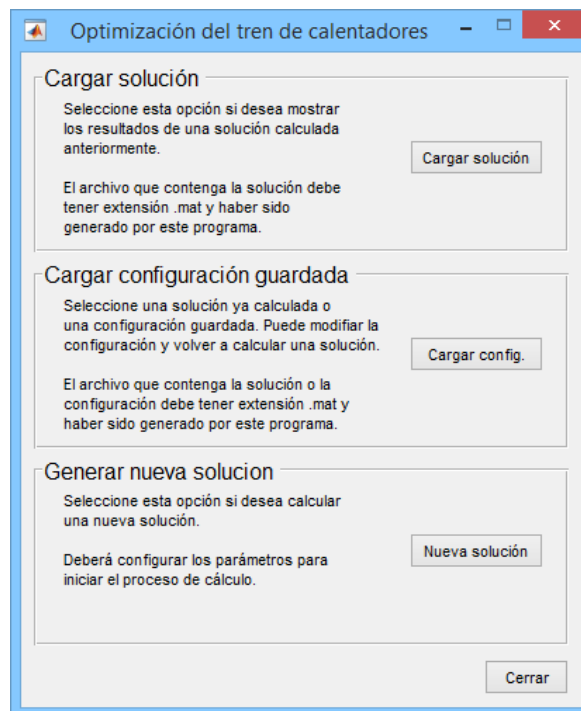 Optimización del tren de calentadores
Cargar solución
Seleccione esta opción si desea mostrar
los resultados de una solución calculada
anteriormente.
El archivo que contenga la solución debe
tener extensión .mat y haber sido
generado por este programa.
Cargar solución
Cargar configuración guardada
Seleccione una solución ya calculada o
una configuración guardada. Puede modificar la
configuración y volver a calcular una solución.
El archivo que contenga la solución o la
configuración debe tener extensión .mat y
haber sido generado por este programa.
Cargar config.
Generar nueva solucion
Seleccione esta opción si desea calcular
una nueva solución.
Deberá configurar los parámetros para
iniciar el proceso de cálculo.
Nueva solución
Cerrar